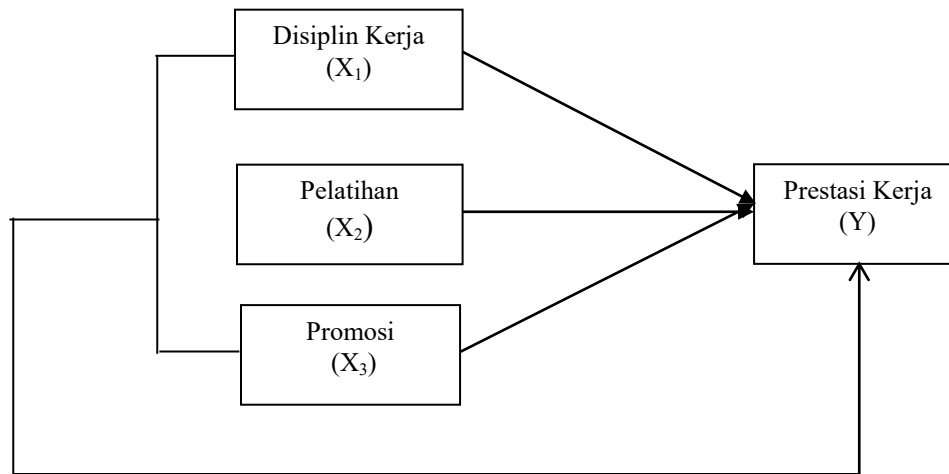 Disiplin Kerja
(X₁)
Pelatihan
(X₂)
Promosi
(X₃)
Prestasi Kerja
(Y)